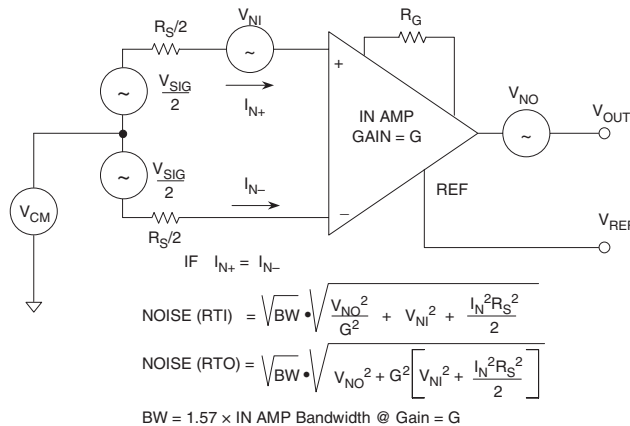 R_S/2
V_NI
R_G
~
~
V_SIG
2
I_N+
+
IN AMP
GAIN = G
V_NO
~
V_OUT
~
V_SIG
2
I_N–
V_CM
R_S/2
–
REF
V_REF
IF I_N+ = I_N–
NOISE (RTI) = √BW • √(V_NO²/G² + V_NI² + I_N²R_S²/2)
NOISE (RTO) = √BW • √(V_NO² + G² [V_NI² + I_N²R_S²/2])
BW = 1.57 × IN AMP Bandwidth @ Gain = G